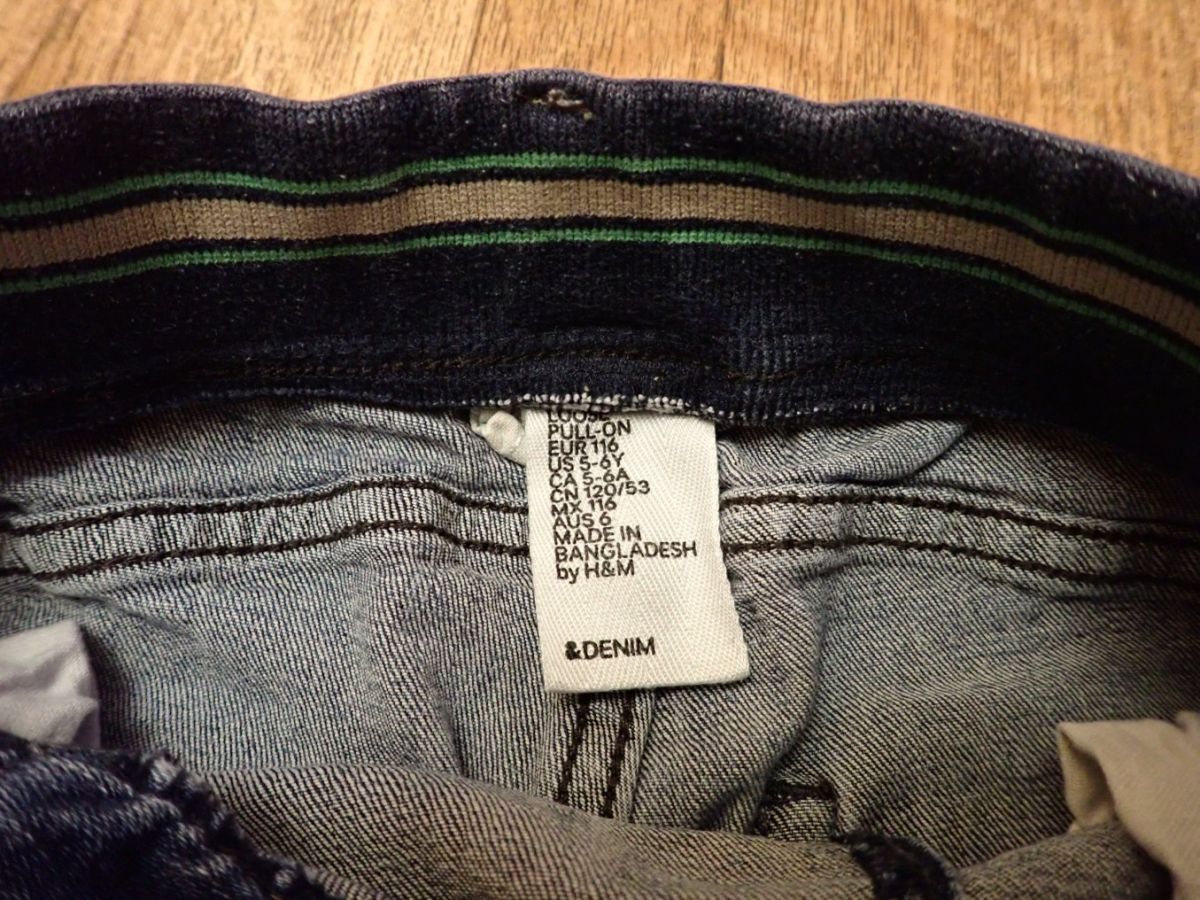 LOOSE
PULL-ON
EUR 116
US 5-6Y
CA 5-6A
CN 120/53
MX 116
AUS 6
MADE IN
BANGLADESH
by H&M
&DENIM